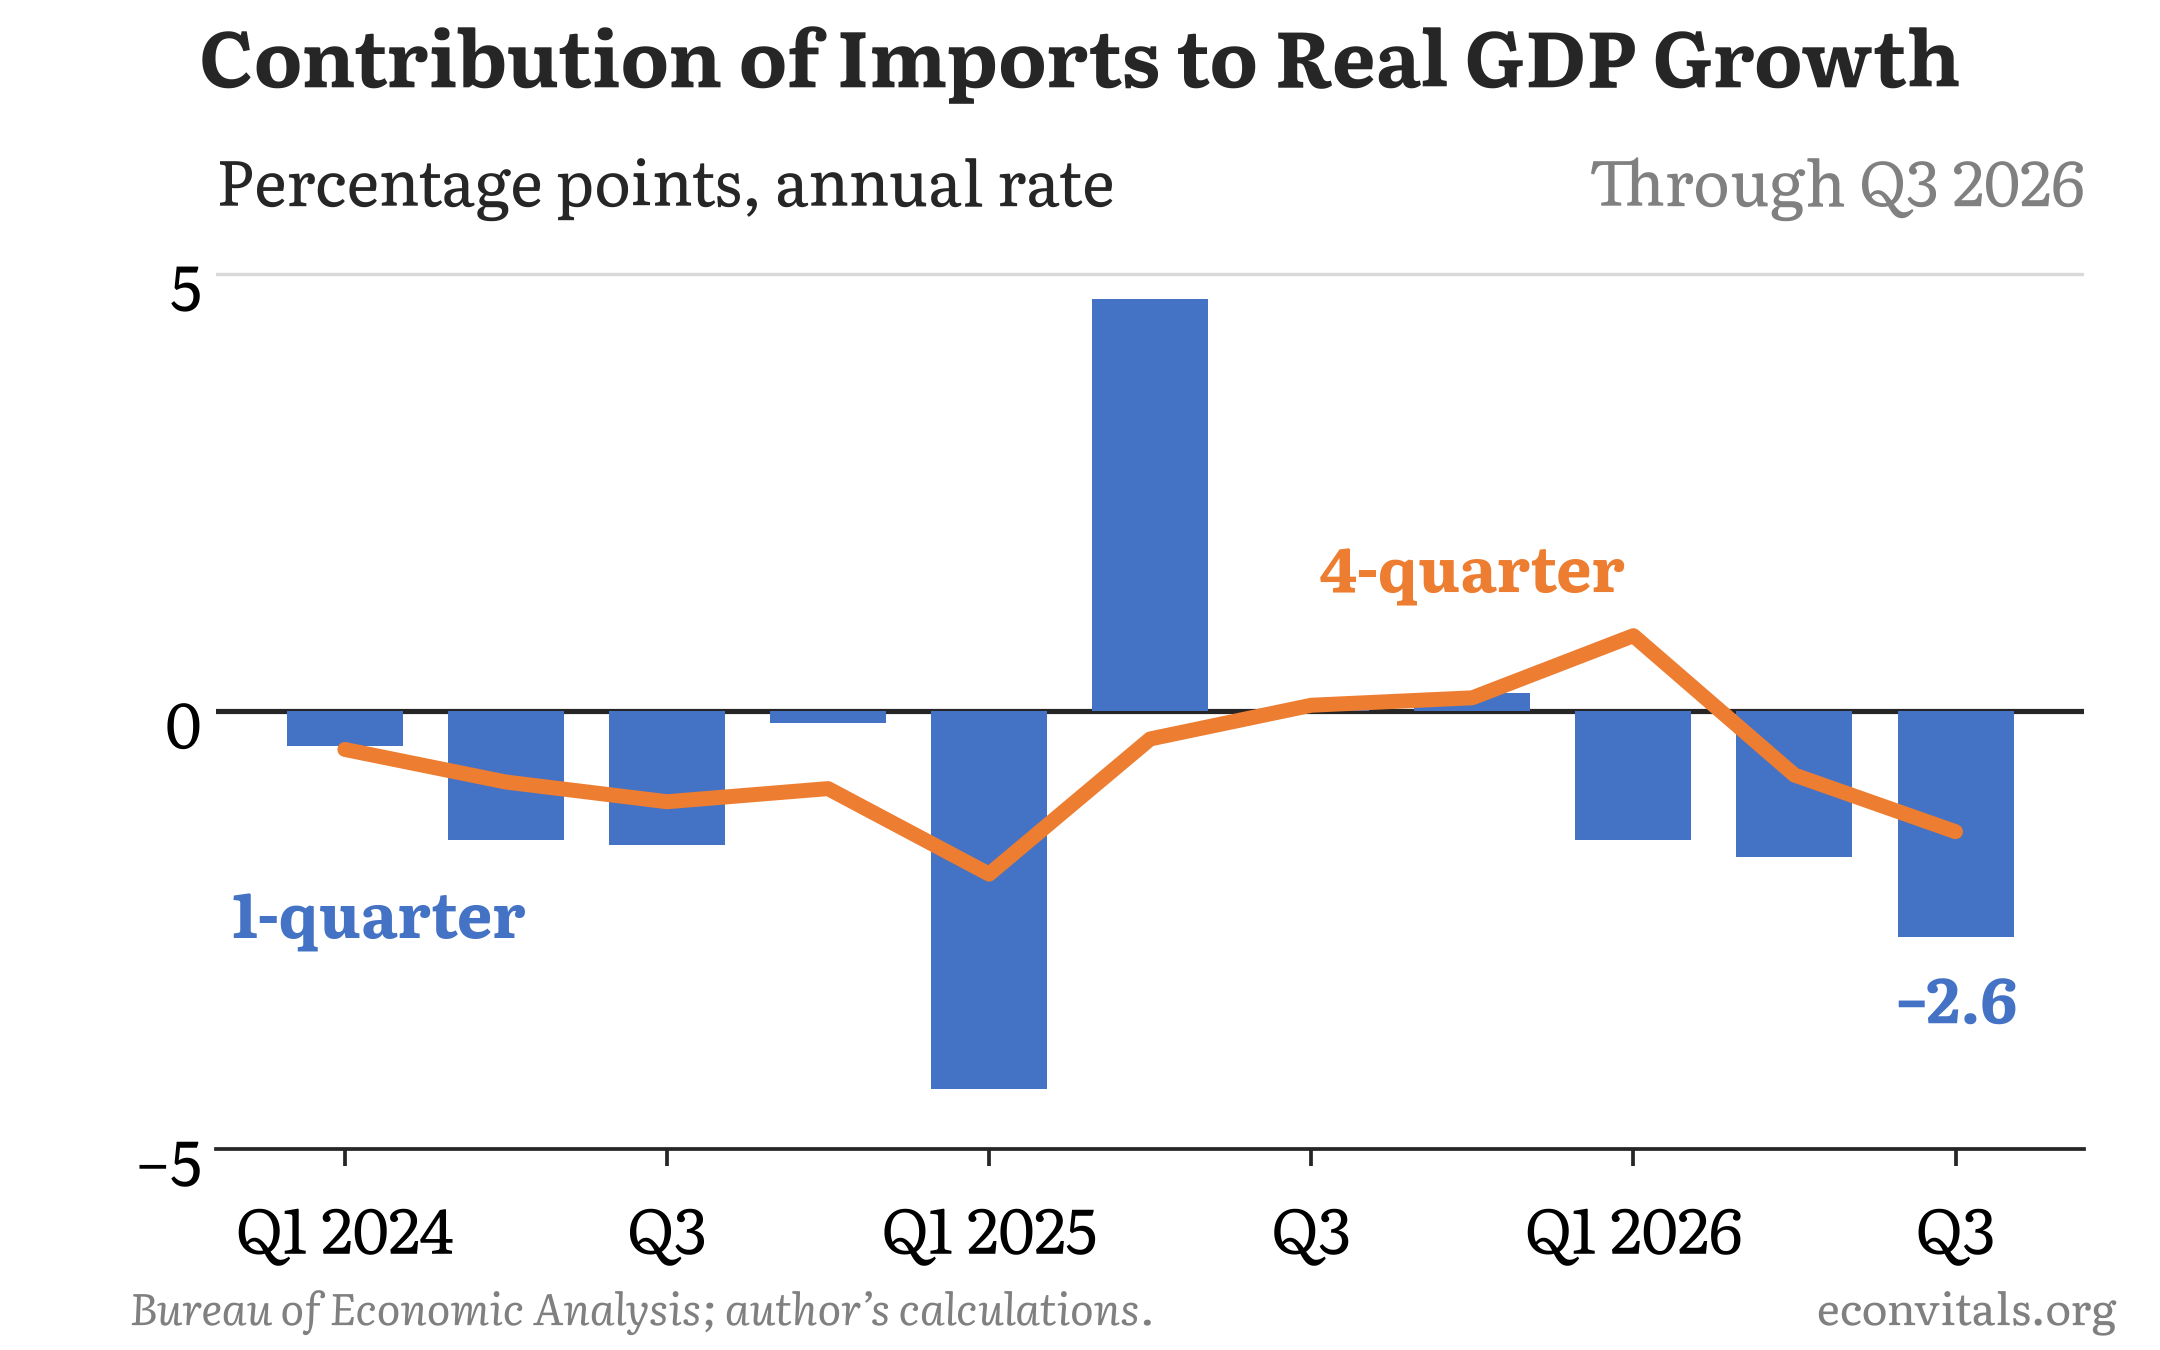 Contribution of Imports to Real GDP Growth
Percentage points, annual rate
Through Q3 2026
5
4-quarter
0
1-quarter
−2.6
−5
Q1 2024
Q3
Q1 2025
Q3
Q1 2026
Q3
Bureau of Economic Analysis; author’s calculations.
econvitals.org